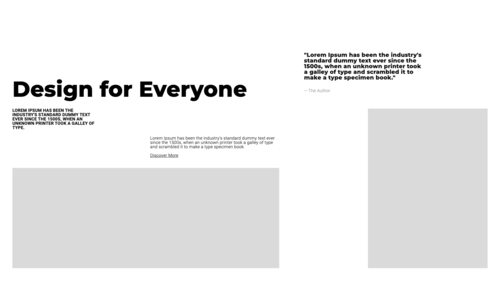 "Lorem Ipsum has been the industry's
standard dummy text ever since the
1500s, when an unknown printer took
a galley of type and scrambled it to
make a type specimen book."
— The Author
Design for Everyone
LOREM IPSUM HAS BEEN THE
INDUSTRY'S STANDARD DUMMY TEXT
EVER SINCE THE 1500S, WHEN AN
UNKNOWN PRINTER TOOK A GALLEY OF
TYPE.
Lorem Ipsum has been the industry's standard dummy text ever
since the 1500s, when an unknown printer took a galley of type
and scrambled it to make a type specimen book.
Discover More